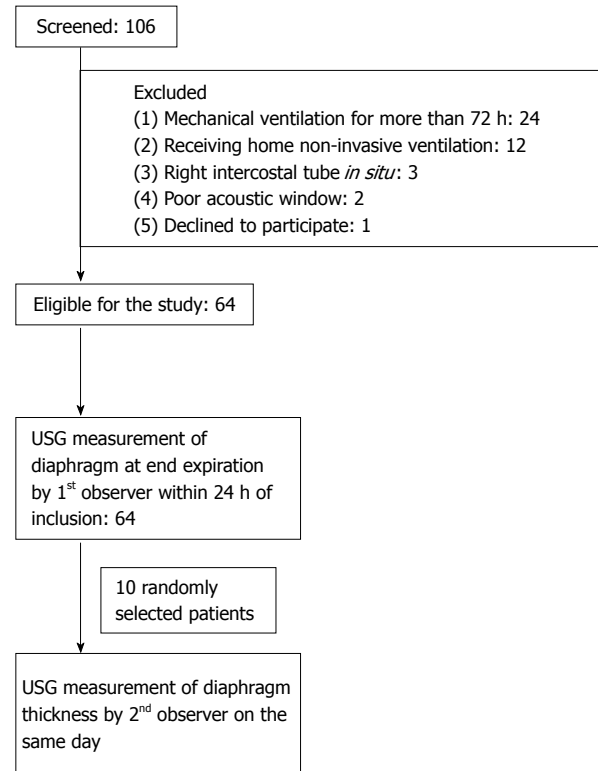 Screened: 106
Excluded
(1) Mechanical ventilation for more than 72 h: 24
(2) Receiving home non-invasive ventilation: 12
(3) Right intercostal tube in situ: 3
(4) Poor acoustic window: 2
(5) Declined to participate: 1
Eligible for the study: 64
USG measurement of
diaphragm at end expiration
by 1st observer within 24 h of
inclusion: 64
10 randomly
selected patients
USG measurement of diaphragm
thickness by 2nd observer on the
same day